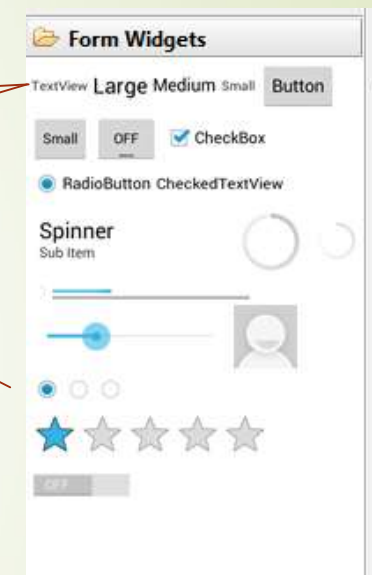 Form Widgets
TextView Large Medium Small Button
Small OFF CheckBox
RadioButton CheckedTextView
Spinner
Sub Item
OFF